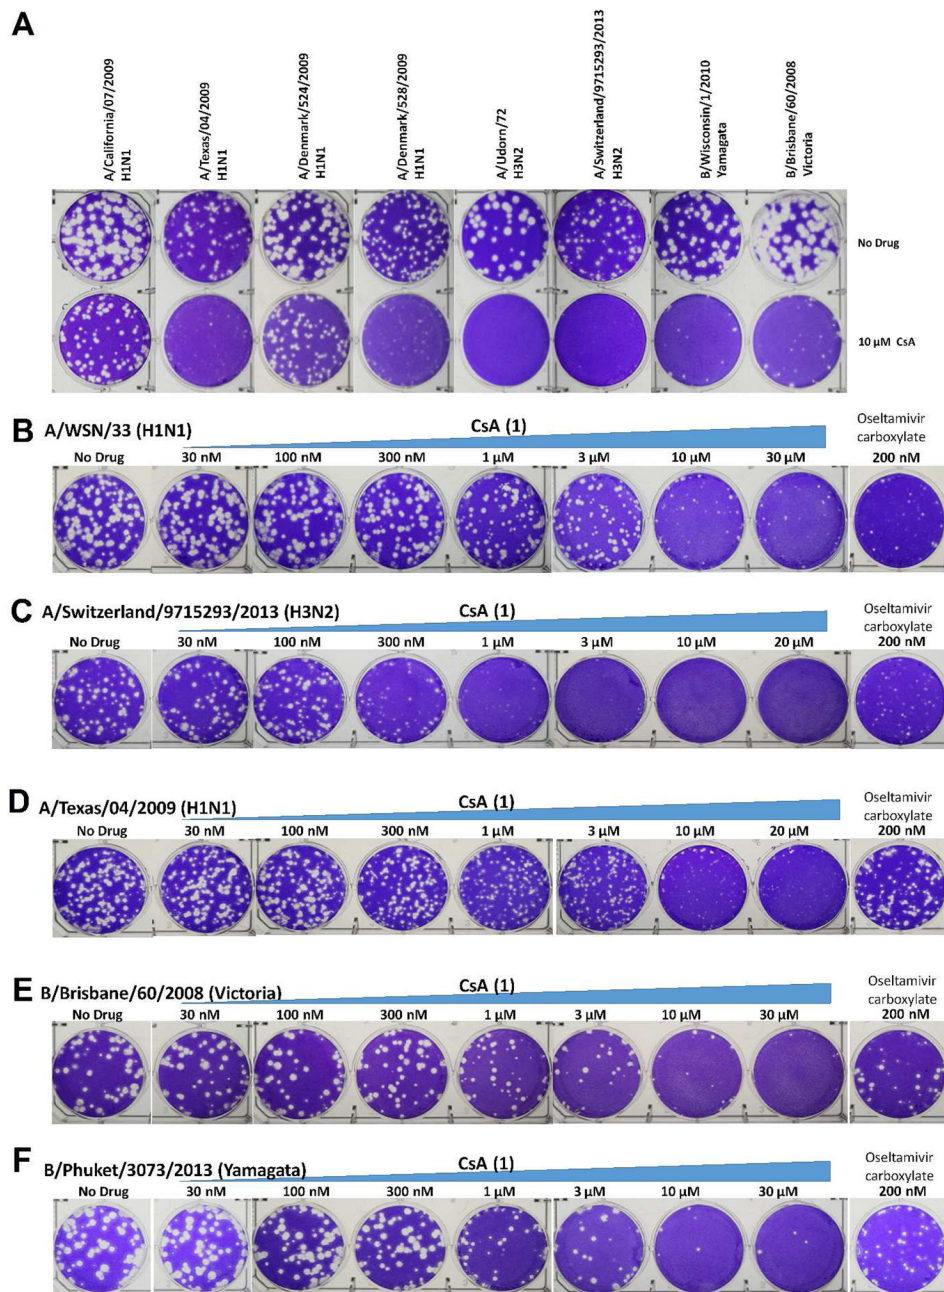 A
A/California/07/2009
H1N1
A/Texas/04/2009
H1N1
A/Denmark/524/2009
H1N1
A/Denmark/528/2009
H1N1
A/Udorn/72
H3N2
A/Switzerland/9715293/2013
H3N2
B/Wisconsin/1/2010
Yamagata
B/Brisbane/60/2008
Victoria
No Drug
10 µM CsA
B A/WSN/33 (H1N1) CsA (1) Oseltamivir
carboxylate
No Drug 30 nM 100 nM 300 nM 1 µM 3 µM 10 µM 30 µM 200 nM
C A/Switzerland/9715293/2013 (H3N2) CsA (1) Oseltamivir
carboxylate
No Drug 30 nM 100 nM 300 nM 1 µM 3 µM 10 µM 20 µM 200 nM
D A/Texas/04/2009 (H1N1) CsA (1) Oseltamivir
carboxylate
No Drug 30 nM 100 nM 300 nM 1 µM 3 µM 10 µM 20 µM 200 nM
E B/Brisbane/60/2008 (Victoria) CsA (1) Oseltamivir
carboxylate
No Drug 30 nM 100 nM 300 nM 1 µM 3 µM 10 µM 30 µM 200 nM
F B/Phuket/3073/2013 (Yamagata) CsA (1) Oseltamivir
carboxylate
No Drug 30 nM 100 nM 300 nM 1 µM 3 µM 10 µM 30 µM 200 nM